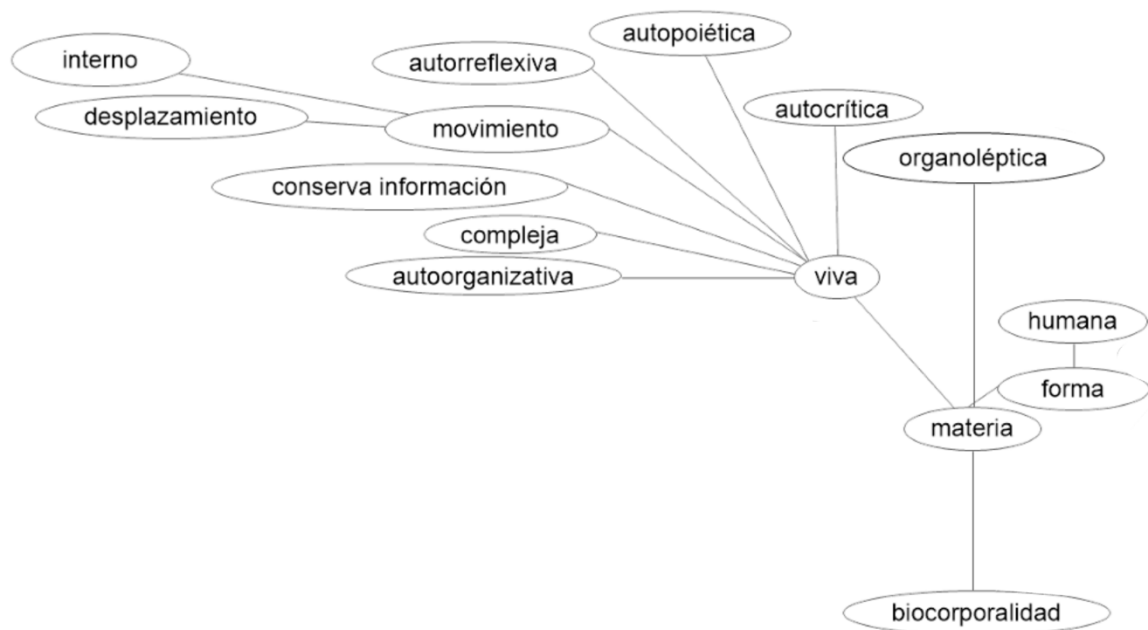 autopoiética
interno
autorreflexiva
desplazamiento
movimiento
autocrítica
organoléptica
conserva información
compleja
autoorganizativa
viva
humana
forma
materia
biocorporalidad